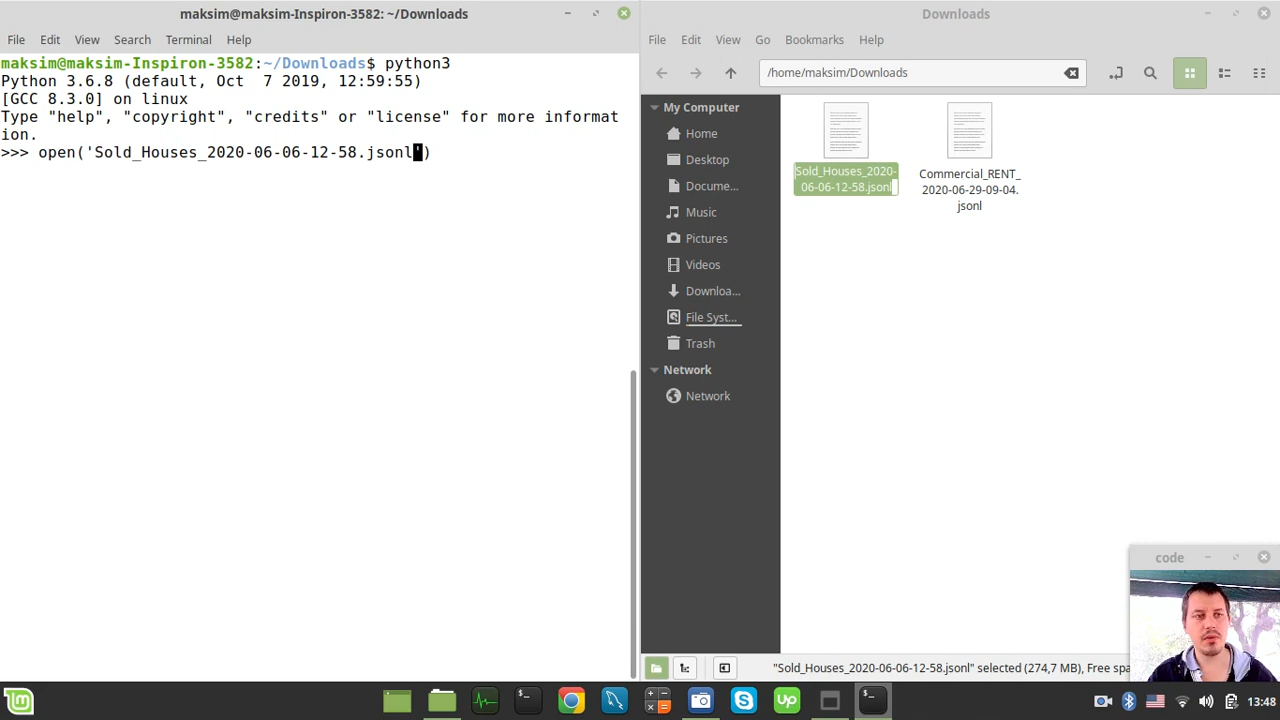 maksim@maksim-Inspiron-3582: ~/Downloads
File Edit View Search Terminal Help
maksim@maksim-Inspiron-3582:~/Downloads$ python3
Python 3.6.8 (default, Oct  7 2019, 12:59:55)
[GCC 8.3.0] on linux
Type "help", "copyright", "credits" or "license" for more informat
ion.
>>> open('Sold_Houses_2020-06-06-12-58.jsonl')
Downloads
File Edit View Go Bookmarks Help
/home/maksim/Downloads
My Computer
Home
Desktop
Docume...
Music
Pictures
Videos
Downloa...
File Syst...
Trash
Network
Network
Sold_Houses_2020-
06-06-12-58.jsonl
Commercial_RENT_
2020-06-29-09-04.
jsonl
code
"Sold_Houses_2020-06-06-12-58.jsonl" selected (274,7 MB), Free spa
13:48